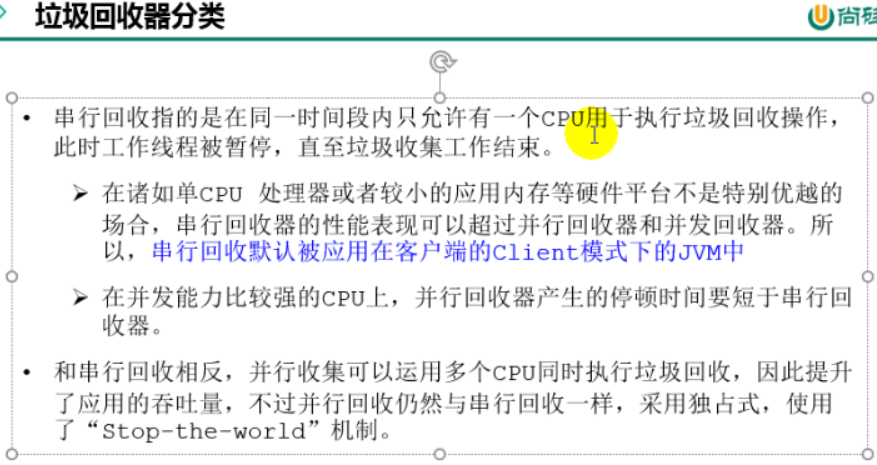 垃圾回收器分类
尚硅
• 串行回收指的是在同一时间段内只允许有一个CPU用于执行垃圾回收操作，
此时工作线程被暂停，直至垃圾收集工作结束。
➢ 在诸如单CPU 处理器或者较小的应用内存等硬件平台不是特别优越的
场合，串行回收器的性能表现可以超过并行回收器和并发回收器。所
以，串行回收默认被应用在客户端的Client模式下的JVM中
➢ 在并发能力比较强的CPU上，并行回收器产生的停顿时间要短于串行回
收器。
• 和串行回收相反，并行收集可以运用多个CPU同时执行垃圾回收，因此提升
了应用的吞吐量，不过并行回收仍然与串行回收一样，采用独占式，使用
了“Stop-the-world”机制。